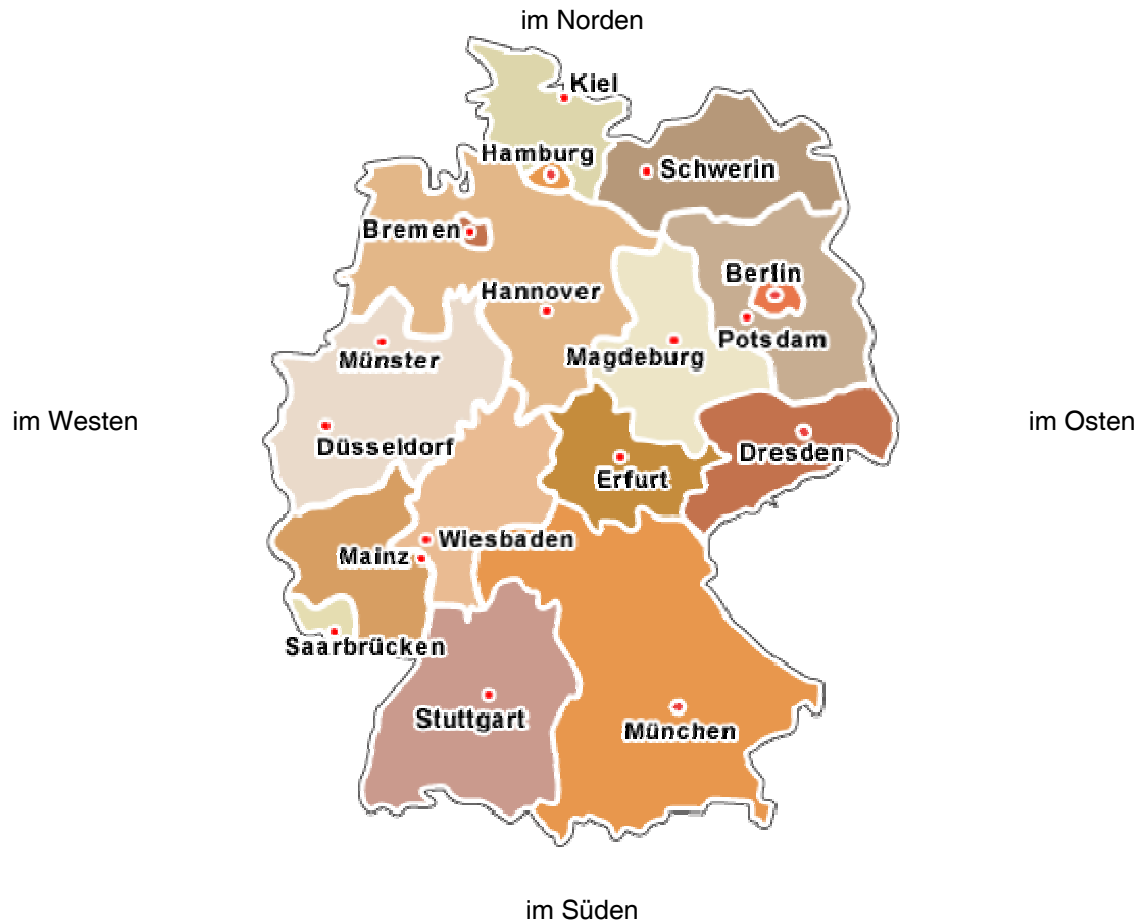 im Norden
Kiel
Hamburg
Schwerin
Bremen
Berlin
Hannover
Potsdam
Münster
Magdeburg
im Westen
im Osten
Düsseldorf
Dresden
Erfurt
Wiesbaden
Mainz
Saarbrücken
Stuttgart
München
im Süden